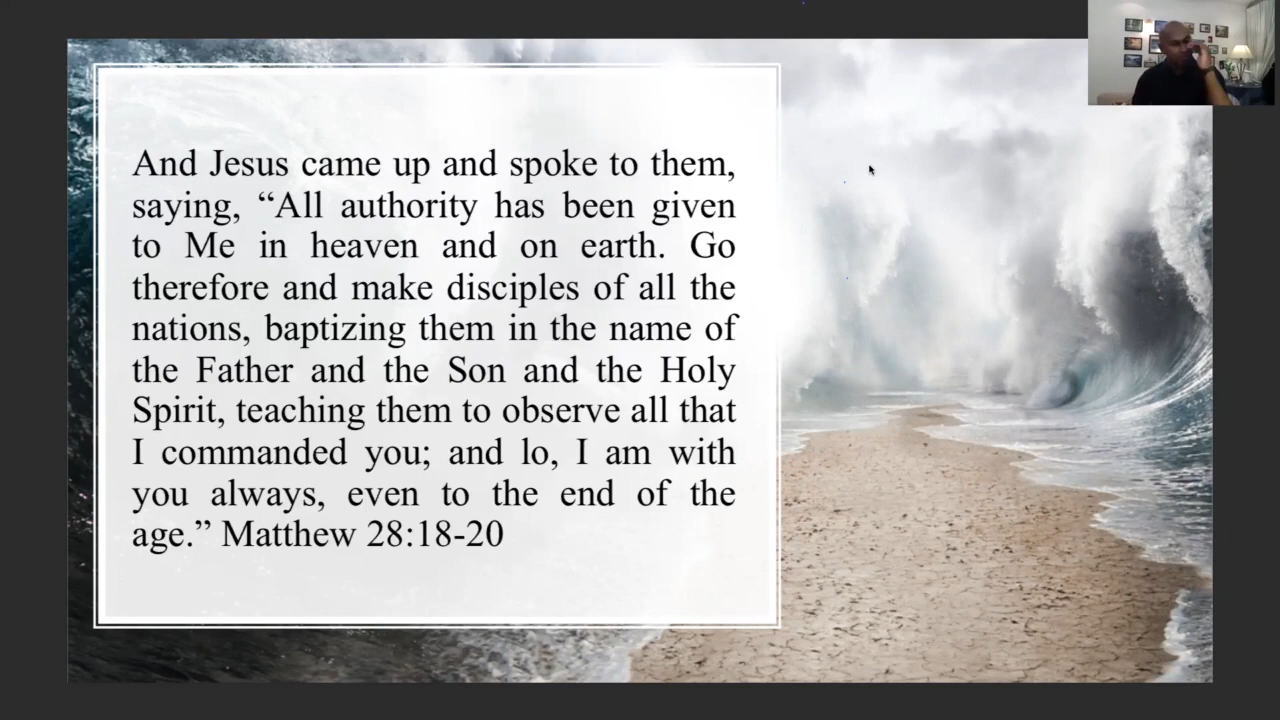 And Jesus came up and spoke to them,
saying, “All authority has been given
to Me in heaven and on earth. Go
therefore and make disciples of all the
nations, baptizing them in the name of
the Father and the Son and the Holy
Spirit, teaching them to observe all that
I commanded you; and lo, I am with
you always, even to the end of the
age.” Matthew 28:18-20